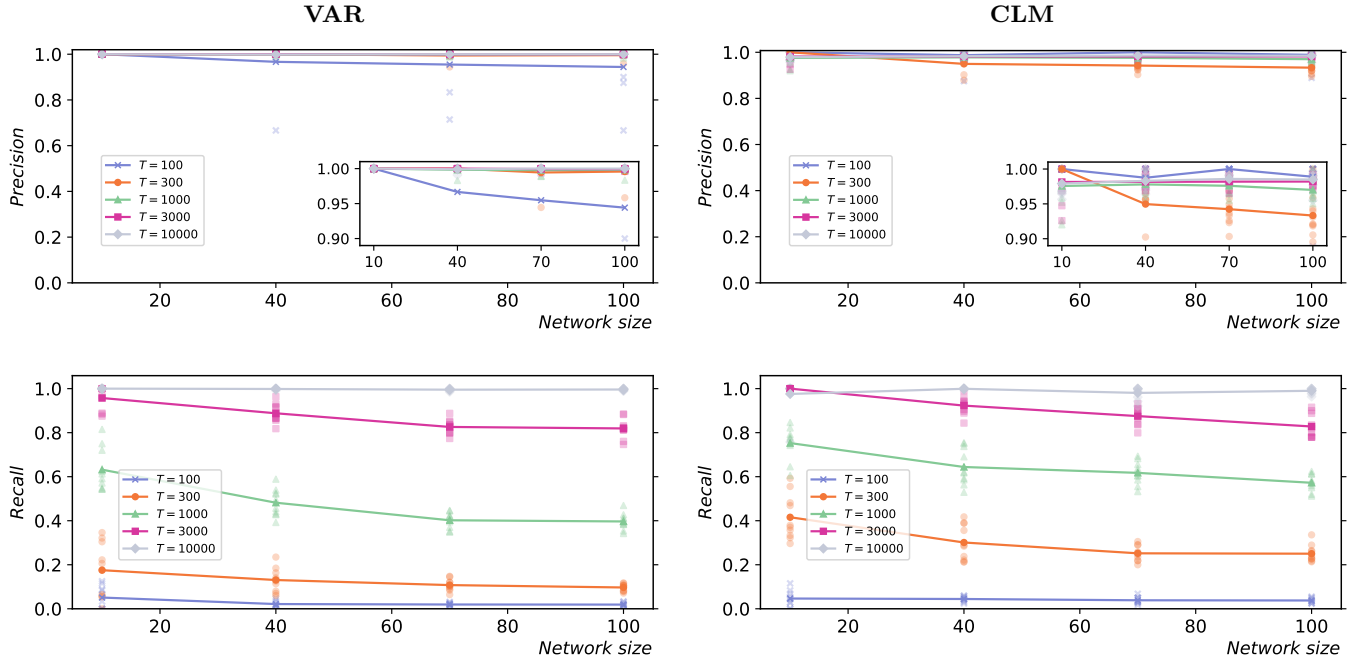 VAR
CLM
1.0
0.8
0.6
0.4
0.2
0.0
Precision
T = 100
T = 300
T = 1000
T = 3000
T = 10000
1.00
0.95
0.90
10 40 70 100
20 40 60 80 100
Network size
1.0
0.8
0.6
0.4
0.2
0.0
Precision
T = 100
T = 300
T = 1000
T = 3000
T = 10000
1.00
0.95
0.90
10 40 70 100
20 40 60 80 100
Network size
1.0
0.8
0.6
0.4
0.2
0.0
Recall
T = 100
T = 300
T = 1000
T = 3000
T = 10000
20 40 60 80 100
Network size
1.0
0.8
0.6
0.4
0.2
0.0
Recall
T = 100
T = 300
T = 1000
T = 3000
T = 10000
20 40 60 80 100
Network size